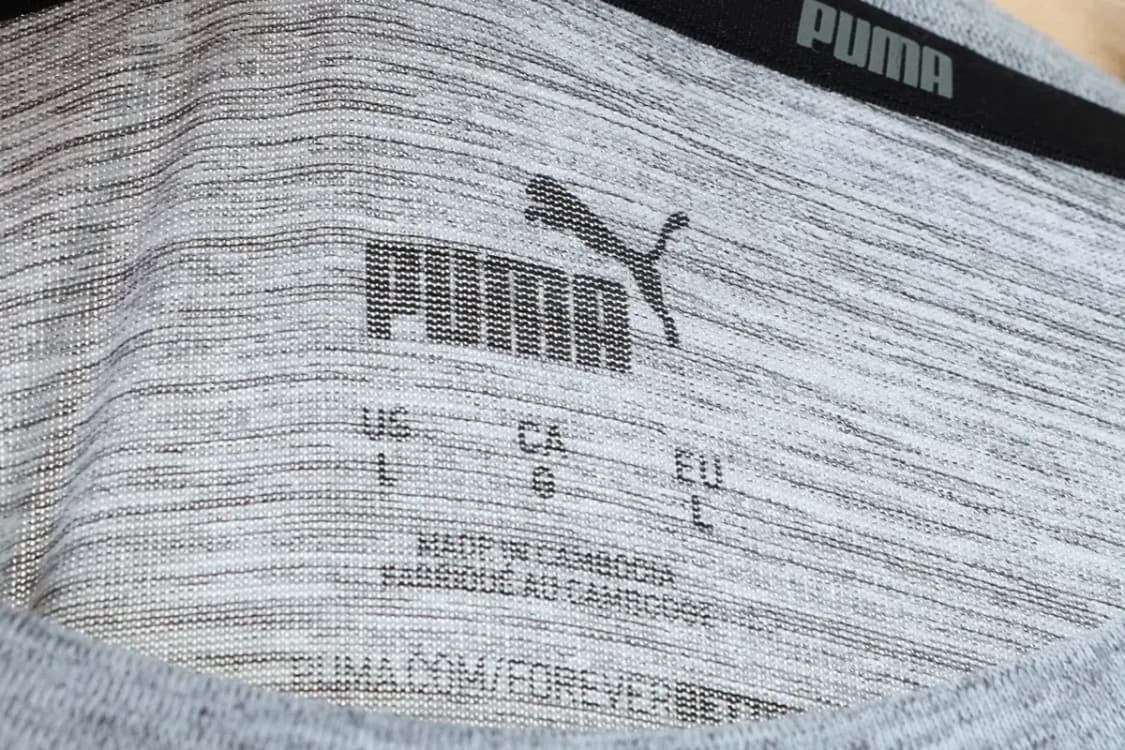 PUMA
PUMA
US CA EU
L G L
MADE IN CAMBODIA
FABRIQUÉ AU CAMBODGE
PUMA.COM/FOREVERBETTER